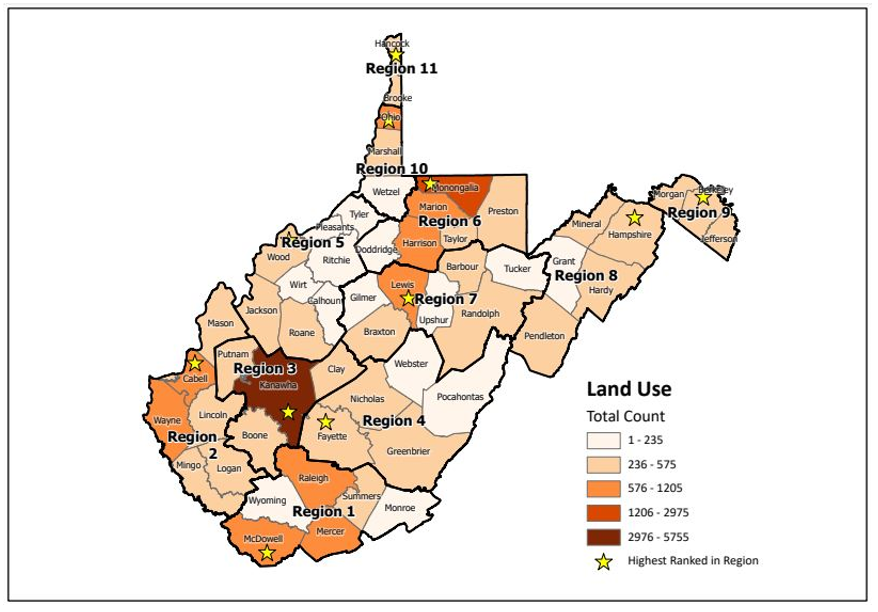 Hancock
Region 11
Brooke
Ohio
Marshall
Region 10
Wetzel
Monongalia
Marion
Preston
Region 6
Harrison
Taylor
Tyler
Pleasants
Region 5
Doddridge
Wood
Ritchie
Morgan
Berkeley
Region 9
Jefferson
Mineral
Hampshire
Grant
Region 8
Hardy
Pendleton
Barbour
Tucker
Lewis
Region 7
Gilmer
Upshur
Randolph
Braxton
Wirt
Calhoun
Jackson
Roane
Mason
Putnam
Region 3
Kanawha
Clay
Cabell
Webster
Pocahontas
Nicholas
Wayne
Lincoln
Region 4
Region
2
Boone
Fayette
Greenbrier
Mingo
Logan
Raleigh
Summers
Wyoming
Region 1
Monroe
Mercer
McDowell
Land Use
Total Count
1 - 235
236 - 575
576 - 1205
1206 - 2975
2976 - 5755
Highest Ranked in Region